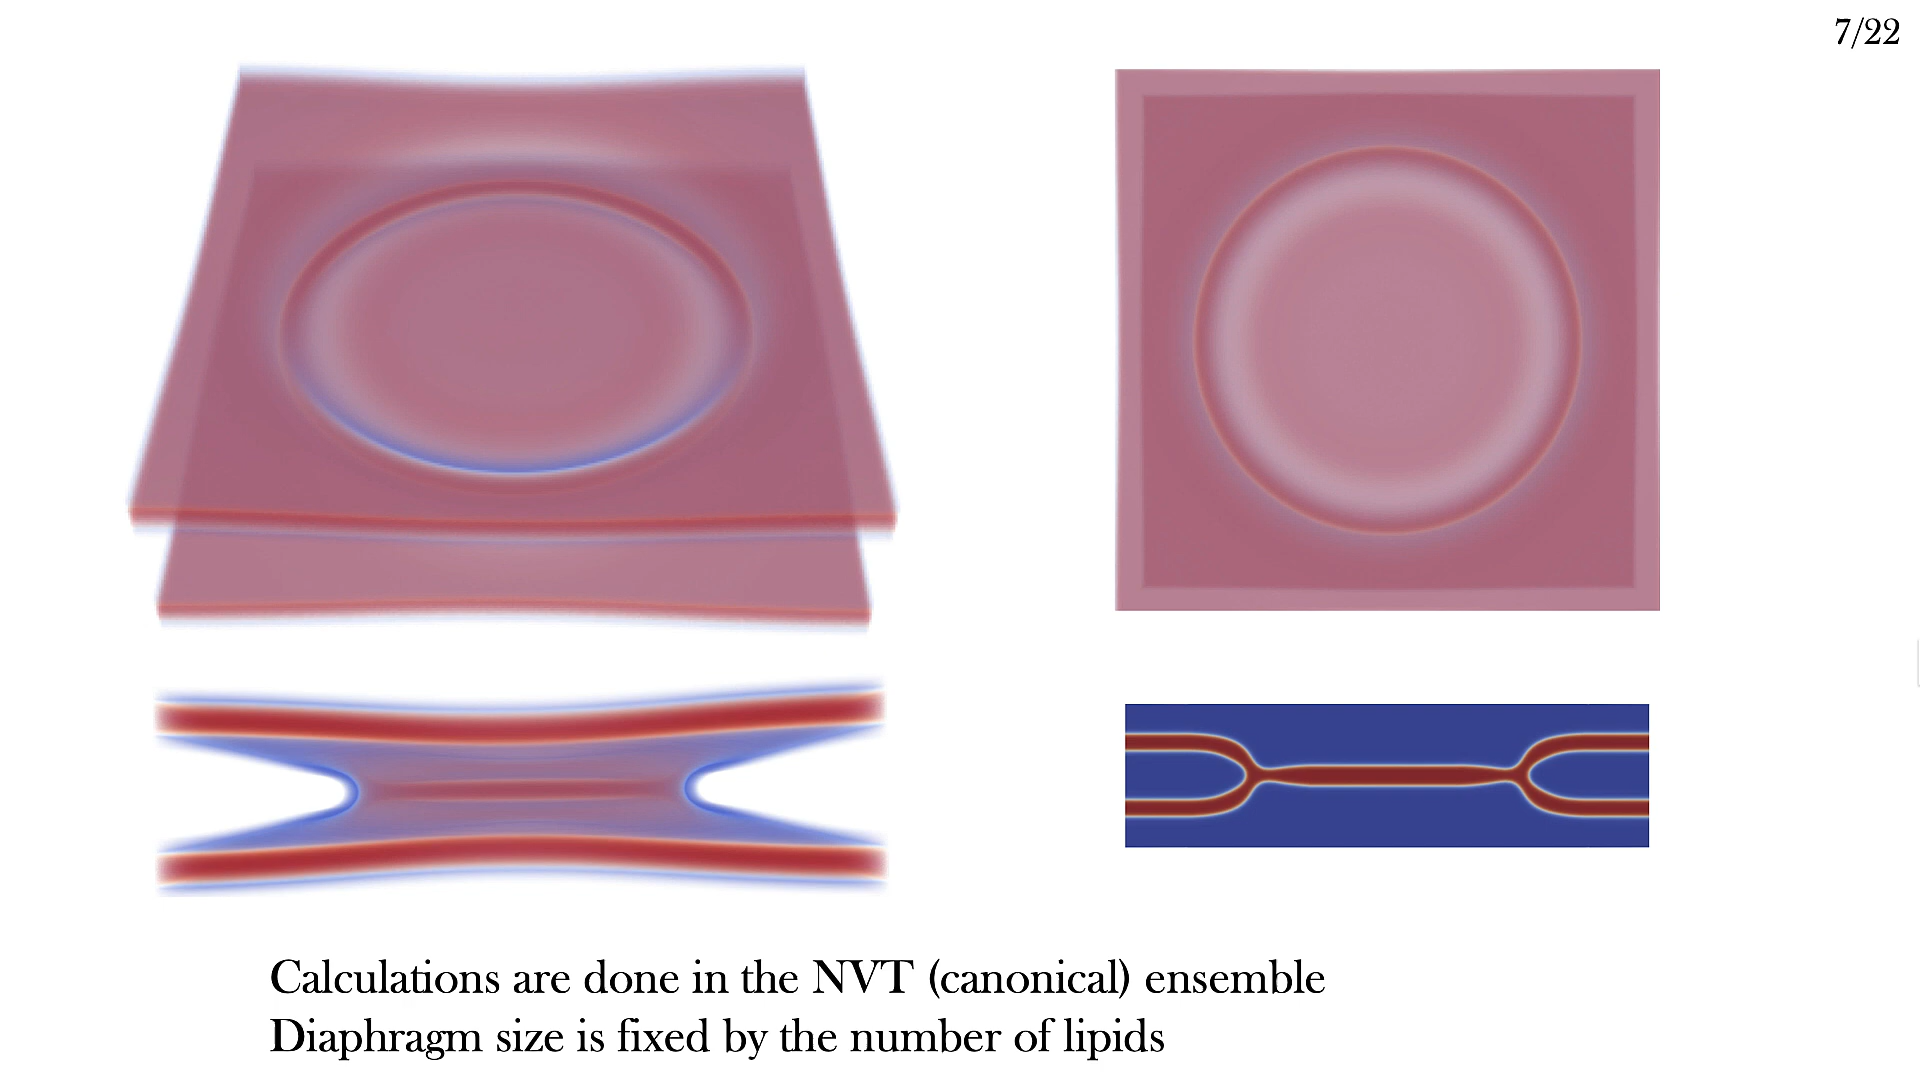 7/22
Calculations are done in the NVT (canonical) ensemble
Diaphragm size is fixed by the number of lipids